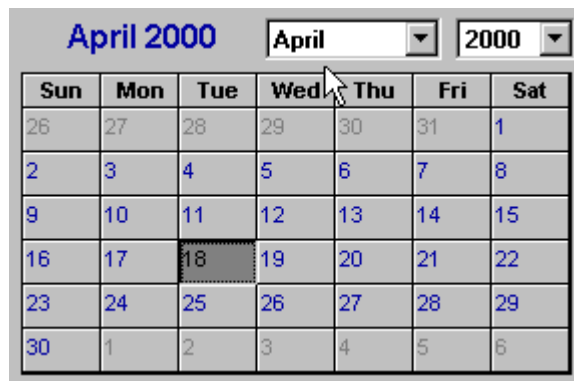 April 2000 April 2000
Sun Mon Tue Wed Thu Fri Sat
26 27 28 29 30 31 1
2 3 4 5 6 7 8
9 10 11 12 13 14 15
16 17 18 19 20 21 22
23 24 25 26 27 28 29
30 1 2 3 4 5 6